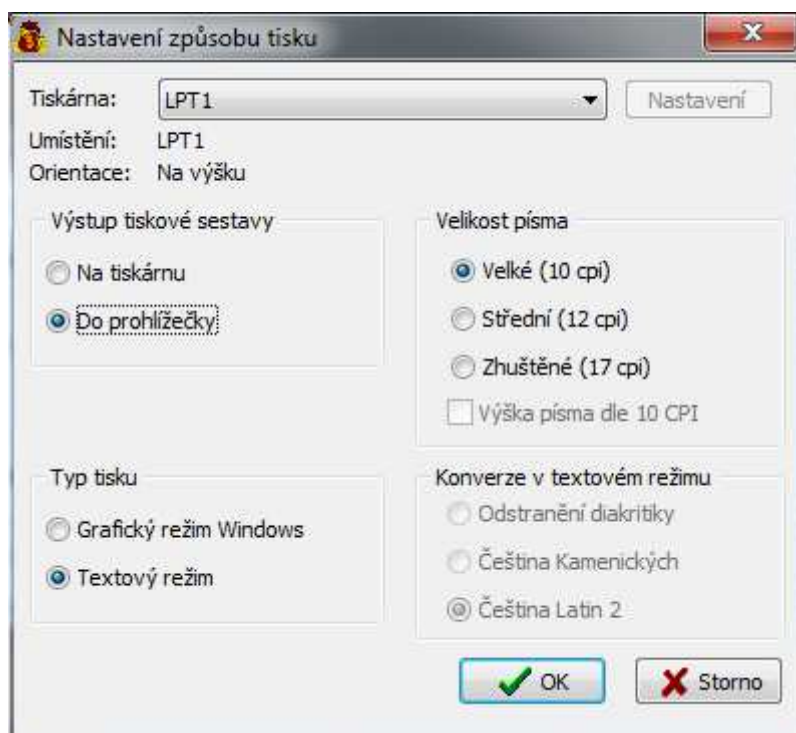 Nastavení způsobu tisku
Tiskárna: LPT1 Nastavení
Umístění: LPT1
Orientace: Na výšku
Výstup tiskové sestavy
Na tiskárnu
Do prohlížečky
Velikost písma
Velké (10 cpi)
Střední (12 cpi)
Zhuštěné (17 cpi)
Výška písma dle 10 CPI
Typ tisku
Grafický režim Windows
Textový režim
Konverze v textovém režimu
Odstranění diakritiky
Čeština Kamenických
Čeština Latin 2
OK Storno